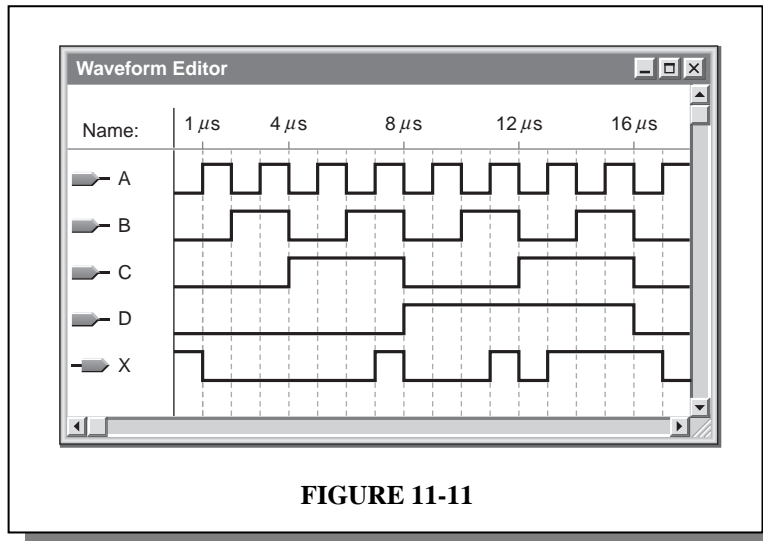 Waveform Editor
Name: 1 μs 4 μs 8 μs 12 μs 16 μs
A
B
C
D
X
FIGURE 11-11